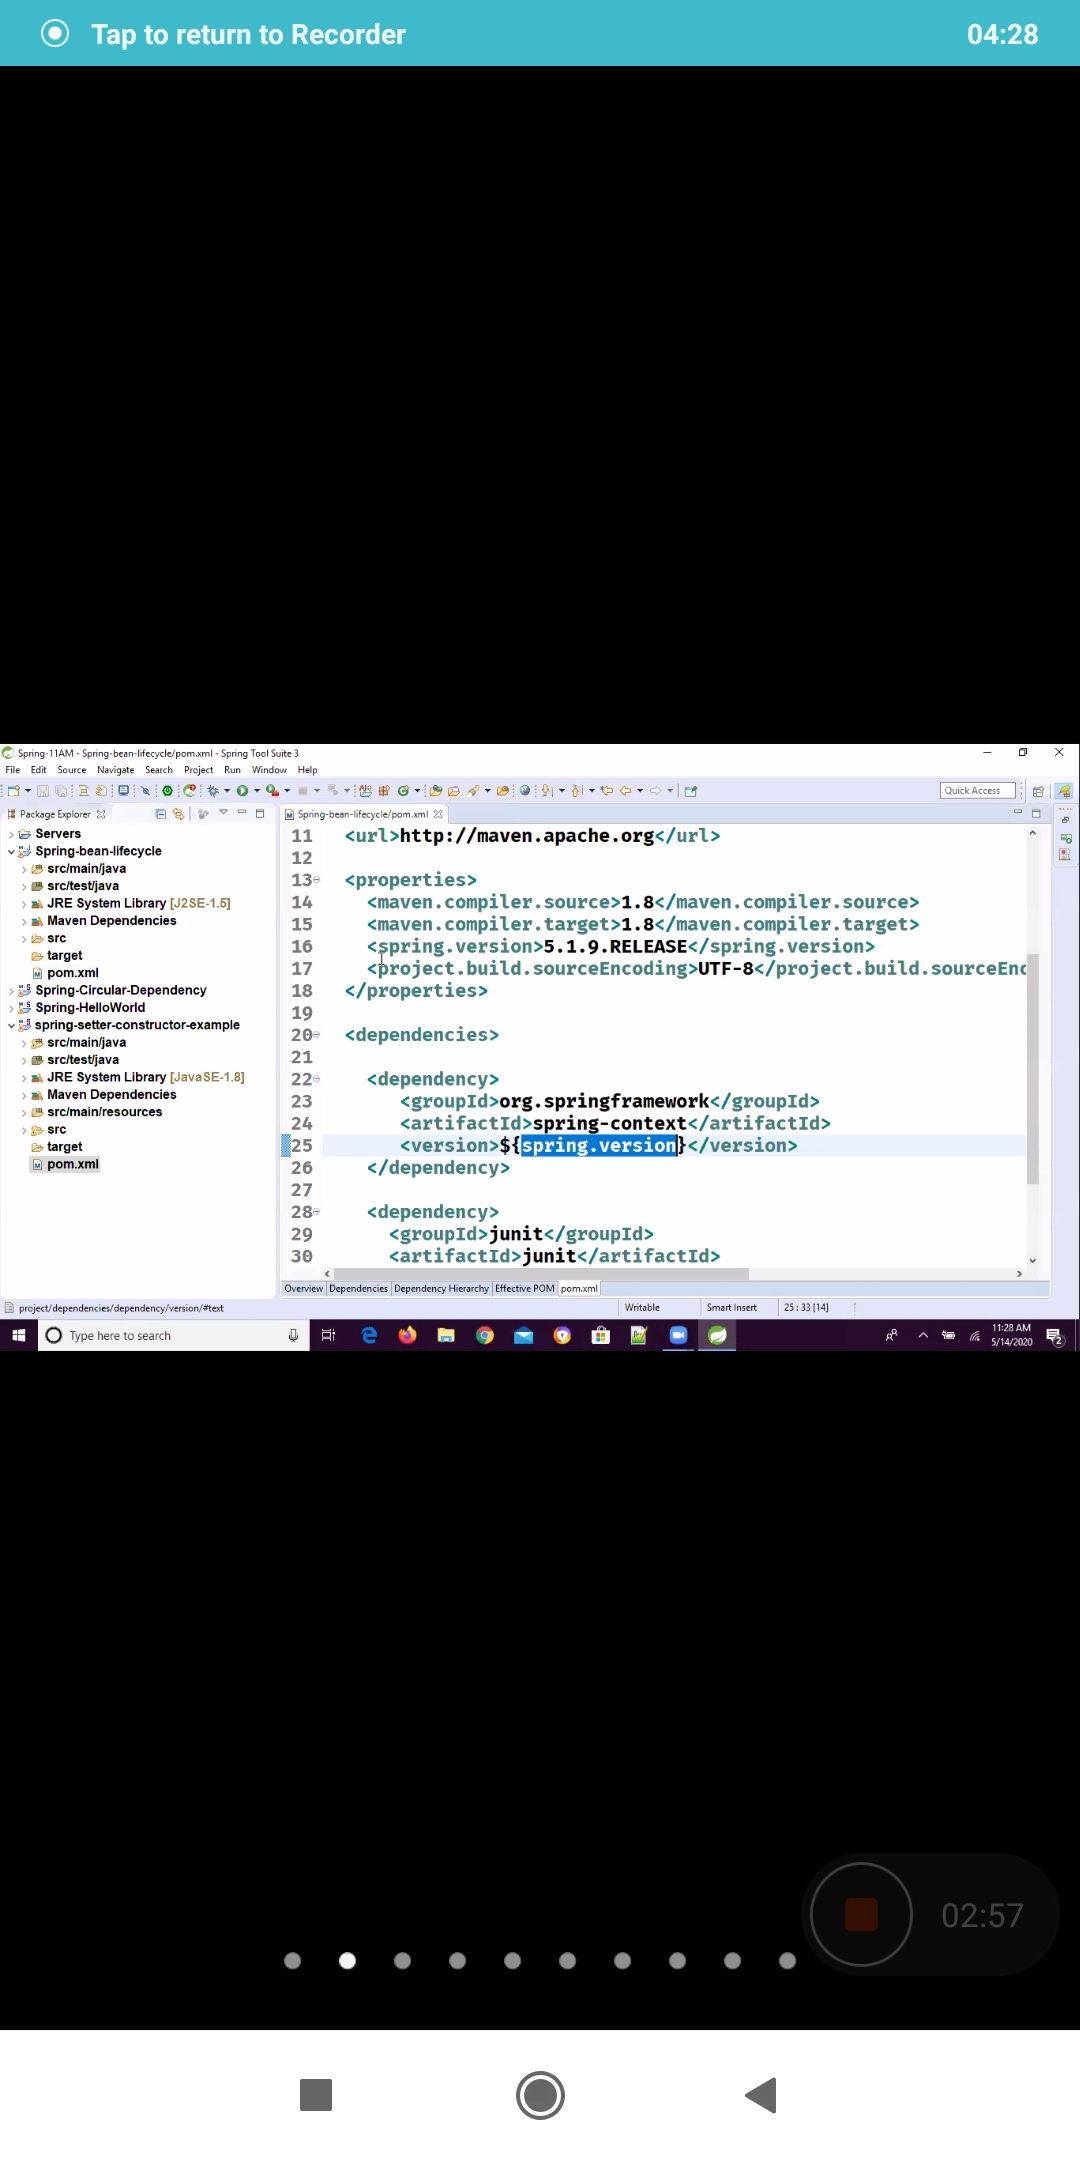 Tap to return to Recorder 04:28
Spring-11AM - Spring-bean-lifecycle/pom.xml - Spring Tool Suite 3
File Edit Source Navigate Search Project Run Window Help
Quick Access
Package Explorer
Servers
Spring-bean-lifecycle
src/main/java
src/test/java
JRE System Library [J2SE-1.5]
Maven Dependencies
src
target
pom.xml
Spring-Circular-Dependency
Spring-HelloWorld
spring-setter-constructor-example
src/main/java
src/test/java
JRE System Library [JavaSE-1.8]
Maven Dependencies
src/main/resources
src
target
pom.xml
Spring-bean-lifecycle/pom.xml
11 <url>http://maven.apache.org</url>
12
13 <properties>
14 <maven.compiler.source>1.8</maven.compiler.source>
15 <maven.compiler.target>1.8</maven.compiler.target>
16 <spring.version>5.1.9.RELEASE</spring.version>
17 <project.build.sourceEncoding>UTF-8</project.build.sourceEnc
18 </properties>
19
20 <dependencies>
21
22 <dependency>
23 <groupId>org.springframework</groupId>
24 <artifactId>spring-context</artifactId>
25 <version>${spring.version}</version>
26 </dependency>
27
28 <dependency>
29 <groupId>junit</groupId>
30 <artifactId>junit</artifactId>
Overview Dependencies Dependency Hierarchy Effective POM pom.xml
project/dependencies/dependency/version/#text Writable Smart Insert 25 : 33 [14]
Type here to search
11:28 AM
5/14/2020
2
02:57